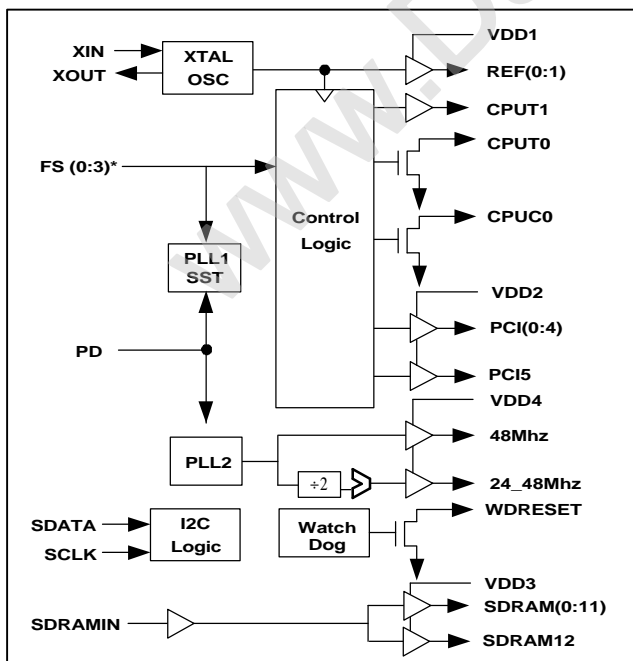 XIN
XOUT
XTAL
OSC
VDD1
REF(0:1)
CPUT1
CPUT0
FS (0:3)*
Control
Logic
CPUC0
PLL1
SST
VDD2
PCI(0:4)
PD
PCI5
VDD4
48Mhz
PLL2
÷2
24_48Mhz
WDRESET
SDATA
SCLK
I2C
Logic
Watch
Dog
VDD3
SDRAM(0:11)
SDRAMIN
SDRAM12
www.D